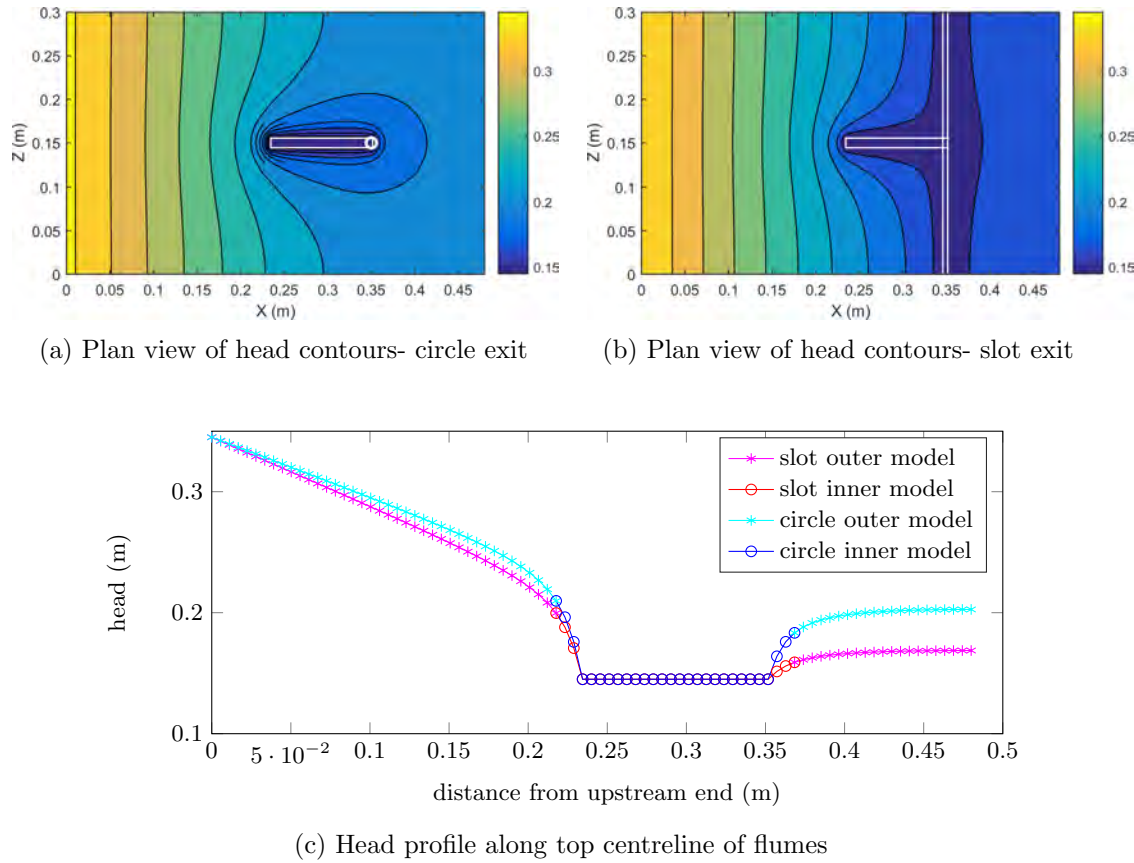 0.3
0.25
0.2
0.15
0.1
0.05
0
Z (m)
0 0.05 0.1 0.15 0.2 0.25 0.3 0.35 0.4 0.45
X (m)
0.3
0.25
0.2
0.15
0.3
0.25
0.2
0.15
0.1
0.05
0
Z (m)
0 0.05 0.1 0.15 0.2 0.25 0.3 0.35 0.4 0.45
X (m)
0.3
0.25
0.2
0.15
(a) Plan view of head contours- circle exit
(b) Plan view of head contours- slot exit
slot outer model
slot inner model
circle outer model
circle inner model
head (m)
0.3
0.2
0.1
0 5 · 10⁻² 0.1 0.15 0.2 0.25 0.3 0.35 0.4 0.45 0.5
distance from upstream end (m)
(c) Head profile along top centreline of flumes